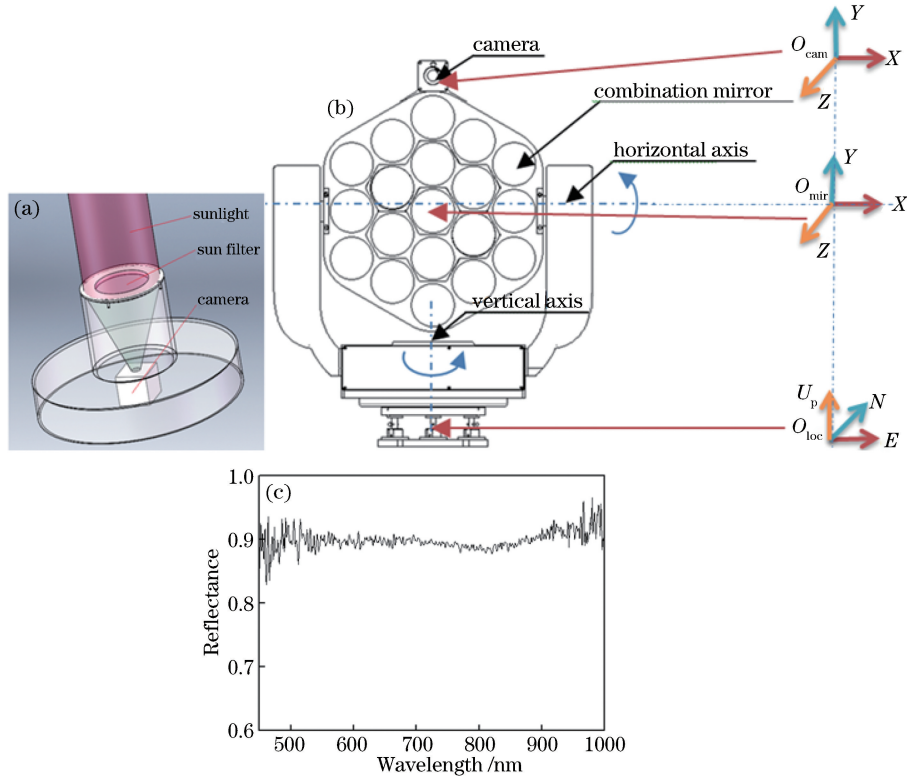 (a)
sunlight
sun filter
camera
(b)
camera
combination mirror
horizontal axis
vertical axis
Y
O_cam
X
Z
Y
O_mir
X
Z
U_p
N
O_loc
E
(c)
1.0
0.9
0.8
0.7
0.6
Reflectance
500 600 700 800 900 1000
Wavelength /nm